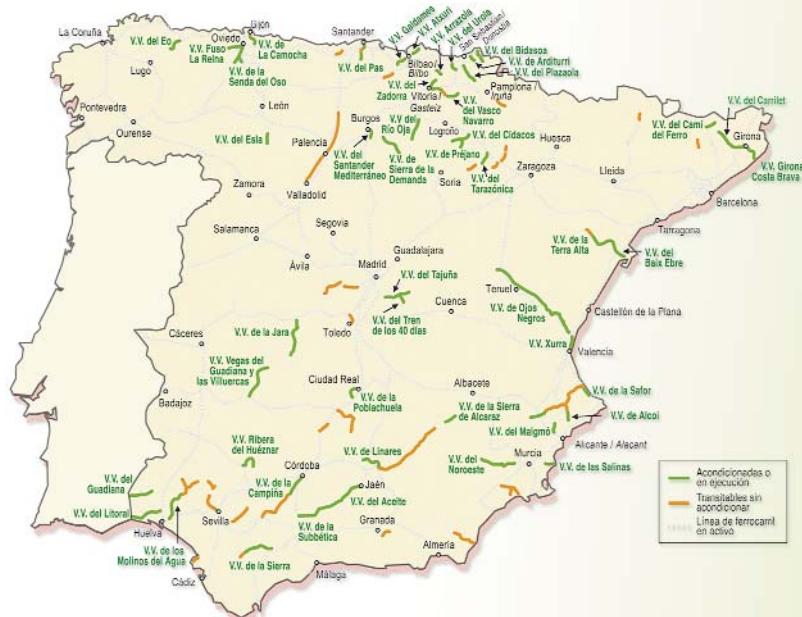 La Coruña
Lugo
Pontevedra
Ourense
V.V. del Eo
Oviedo
Gijón
V.V. Fuso
La Reina
V.V. de
La Camocha
V.V. de la
Senda del Oso
León
V.V. del Esla
Santander
V.V. del Pas
V.V. Galdames
V.V. Atxuri
V.V. Arrazola
V.V. del Urola
San Sebastián/
Donostia
V.V. del Bidasoa
V.V. de Arditurri
V.V. del Plazaola
Bilbao/
Bilbo
V.V. del
Zadorra
Vitoria/
Gasteiz
Pamplona/
Iruña
V.V. del Vasco
Navarro
Burgos
V.V. del
Río Oja
Logroño
V.V. del Cidacos
V.V. de Préjano
V.V. del
Tarazónica
V.V. del
Santander
Mediterráneo
V.V. de
Sierra de la
Demanda
Soria
Palencia
Valladolid
Zamora
Huesca
Zaragoza
Lleida
V.V. del Carrilet
V.V. del Cami
del Ferro
Girona
V.V. Girona
Costa Brava
Barcelona
Tarragona
Salamanca
Segovia
Ávila
Guadalajara
Madrid
V.V. del Tajuña
V.V. del Tren
de los 40 días
Cuenca
Teruel
V.V. de la
Terra Alta
V.V. del
Baix Ebre
V.V. de Ojos
Negros
Castellón de la Plana
V.V. Xurra
Valencia
Toledo
Cáceres
V.V. de la Jara
V.V. Vegas del
Guadiana y
las Villuercas
Badajoz
Ciudad Real
V.V. de la
Poblachuela
Albacete
V.V. de la Sierra
de Alcaraz
V.V. de la Safor
V.V. de Alcoi
V.V. del Maigmó
Alicante / Alacant
V.V. Ribera
del Huéznar
V.V. de Linares
V.V. del
Noroeste
Murcia
V.V. de las Salinas
V.V. del
Guadiana
V.V. del Litoral
Huelva
Sevilla
V.V. de la
Campiña
Córdoba
Jaén
V.V. del Aceite
V.V. de la
Subbética
Granada
Almería
V.V. de los
Molinos del Agua
Cádiz
V.V. de la Sierra
Málaga
Acondicionadas o
en ejecución
Transitables sin
acondicionar
Línea de ferrocarril
en activo